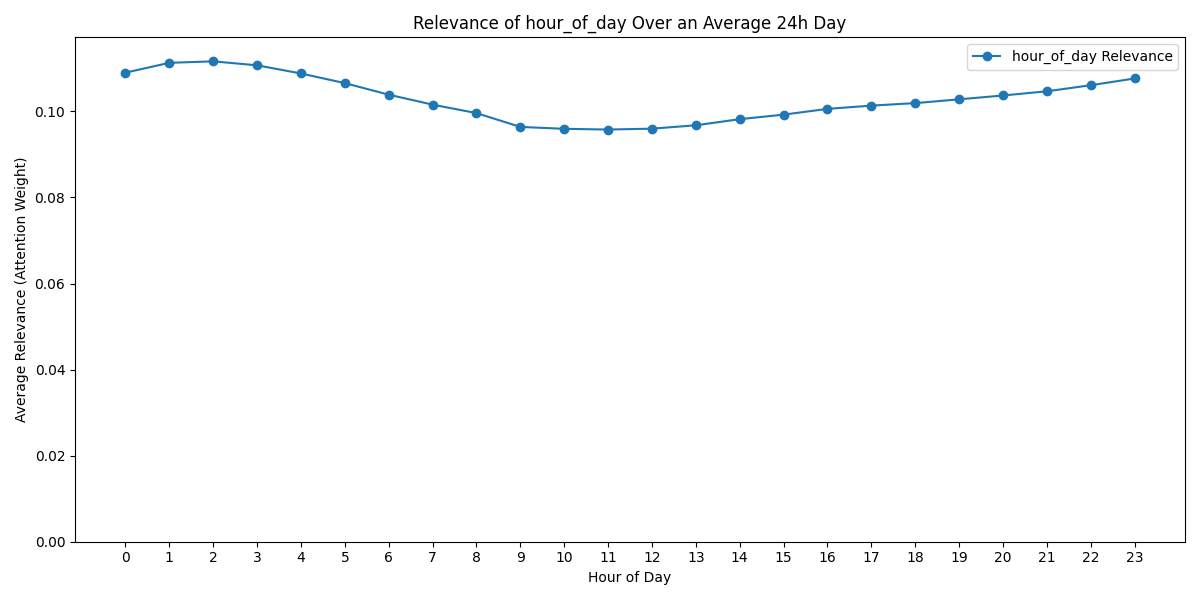 Relevance of hour_of_day Over an Average 24h Day
hour_of_day Relevance
Average Relevance (Attention Weight)
0.10
0.08
0.06
0.04
0.02
0.00
0 1 2 3 4 5 6 7 8 9 10 11 12 13 14 15 16 17 18 19 20 21 22 23
Hour of Day